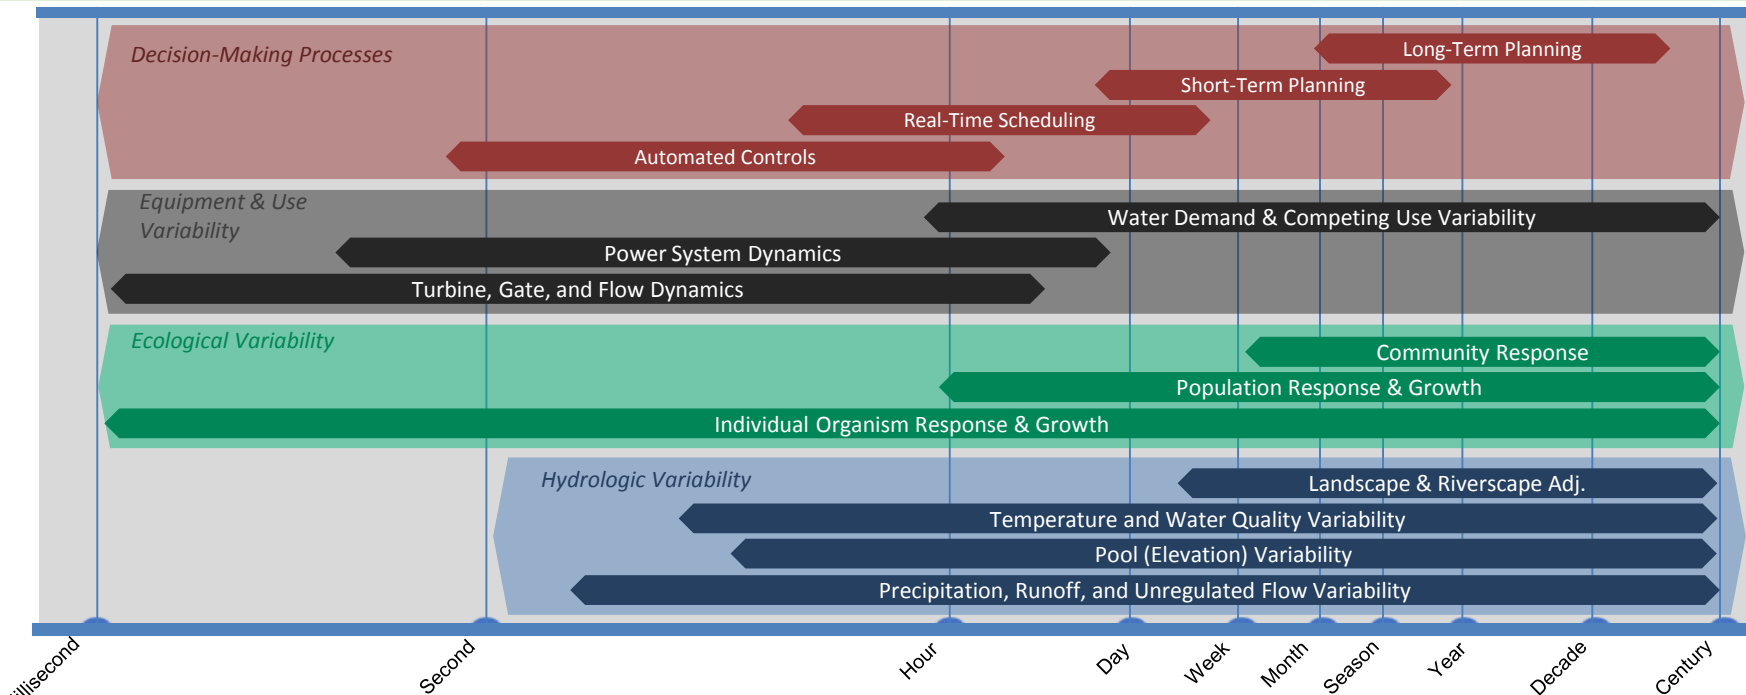 Decision-Making Processes
Long-Term Planning
Short-Term Planning
Real-Time Scheduling
Automated Controls
Equipment & Use
Variability
Water Demand & Competing Use Variability
Power System Dynamics
Turbine, Gate, and Flow Dynamics
Ecological Variability
Community Response
Population Response & Growth
Individual Organism Response & Growth
Hydrologic Variability
Landscape & Riverscape Adj.
Temperature and Water Quality Variability
Pool (Elevation) Variability
Precipitation, Runoff, and Unregulated Flow Variability
illisecond
Second
Hour
Day
Week
Month
Season
Year
Decade
Century